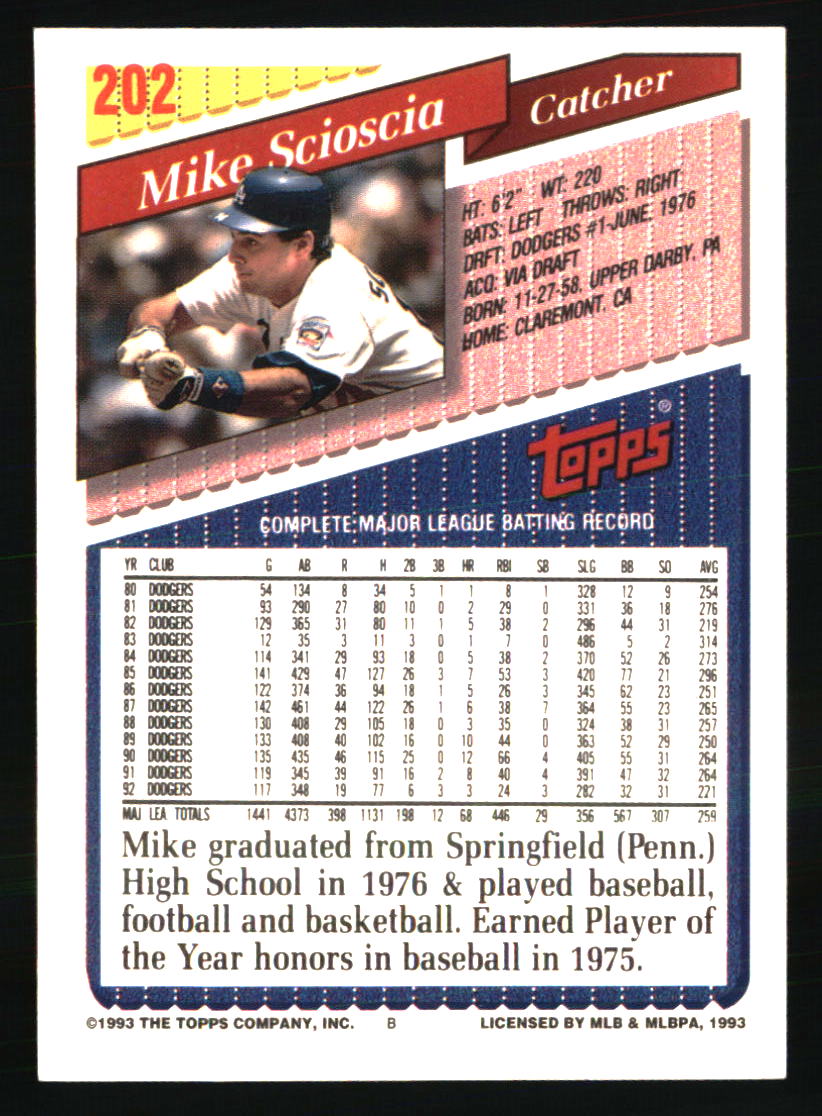 202
Mike Scioscia
Catcher
HT: 6'2" WT: 220
BATS: LEFT THROWS: RIGHT
DRFT: DODGERS #1-JUNE, 1976
ACQ: VIA DRAFT
BORN: 11-27-58, UPPER DARBY, PA
HOME: CLAREMONT, CA
TOPPS®
COMPLETE MAJOR LEAGUE BATTING RECORD
YR CLUB G AB R H 2B 3B HR RBI SB SLG BB SO AVG
80 DODGERS 54 134 8 34 5 1 1 8 1 328 12 9 254
81 DODGERS 93 290 27 80 10 0 2 29 0 331 36 18 276
82 DODGERS 129 365 31 80 11 1 5 38 2 296 44 31 219
83 DODGERS 12 35 3 11 3 0 1 7 0 486 5 2 314
84 DODGERS 114 341 29 93 18 0 5 38 2 370 52 26 273
85 DODGERS 141 429 47 127 26 3 7 53 3 420 77 21 296
86 DODGERS 122 374 36 94 18 1 5 26 3 345 62 23 251
87 DODGERS 142 461 44 122 26 1 6 38 7 364 55 23 265
88 DODGERS 130 408 29 105 18 0 3 35 0 324 38 31 257
89 DODGERS 133 408 40 102 16 0 10 44 0 363 52 29 250
90 DODGERS 135 435 46 115 25 0 12 66 4 405 55 31 264
91 DODGERS 119 345 39 91 16 2 8 40 4 391 47 32 264
92 DODGERS 117 348 19 77 6 3 3 24 3 282 32 31 221
MAJ LEA TOTALS 1441 4373 398 1131 198 12 68 446 29 356 567 307 259
Mike graduated from Springfield (Penn.)
High School in 1976 & played baseball,
football and basketball. Earned Player of
the Year honors in baseball in 1975.
©1993 THE TOPPS COMPANY, INC. B LICENSED BY MLB & MLBPA, 1993